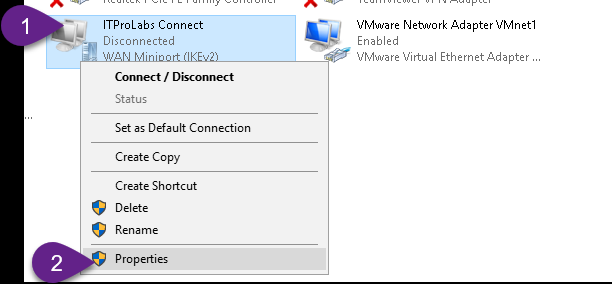 Realtek PCIe FE Family Controller
TeamViewer VPN Adapter
1
ITProLabs Connect
Disconnected
WAN Miniport (IKEv2)
VMware Network Adapter VMnet1
Enabled
VMware Virtual Ethernet Adapter ...
...
Connect / Disconnect
Status
Set as Default Connection
Create Copy
Create Shortcut
Delete
Rename
2
Properties